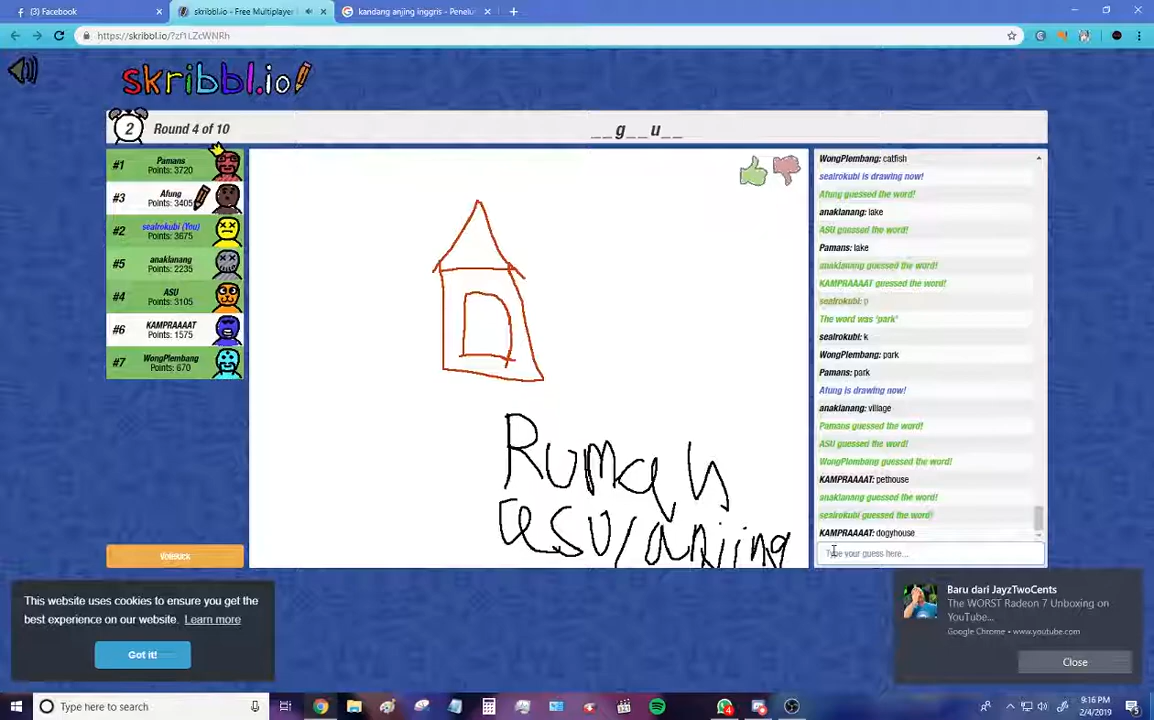 (3) Facebook
skribbl.io - Free Multiplayer
kandang anjing inggris - Penelu
https://skribbl.io/?zf1LZcWNRh
skribbl.io
2
Round 4 of 10
__g__u__
#1 Pamans
Points: 3720
#3 Afung
Points: 3405
#2 sealrokubi (You)
Points: 3675
#5 anaklanang
Points: 2235
#4 ASU
Points: 3105
#6 KAMPRAAAAT
Points: 1575
#7 WongPlembang
Points: 670
Votekick
Rumah
asu/anjing
WongPlembang: catfish
sealrokubi is drawing now!
Afung guessed the word!
anaklanang: lake
ASU guessed the word!
Pamans: lake
anaklanang guessed the word!
KAMPRAAAAT guessed the word!
sealrokubi: p
The word was 'park'
sealrokubi: k
WongPlembang: park
Pamans: park
Afung is drawing now!
anaklanang: village
Pamans guessed the word!
ASU guessed the word!
WongPlembang guessed the word!
KAMPRAAAAT: pethouse
anaklanang guessed the word!
sealrokubi guessed the word!
KAMPRAAAAT: dogyhouse
Type your guess here...
This website uses cookies to ensure you get the
best experience on our website. Learn more
Got it!
Baru dari JayzTwoCents
The WORST Radeon 7 Unboxing on
YouTube...
Google Chrome • www.youtube.com
Close
Type here to search
9:16 PM
2/4/2019